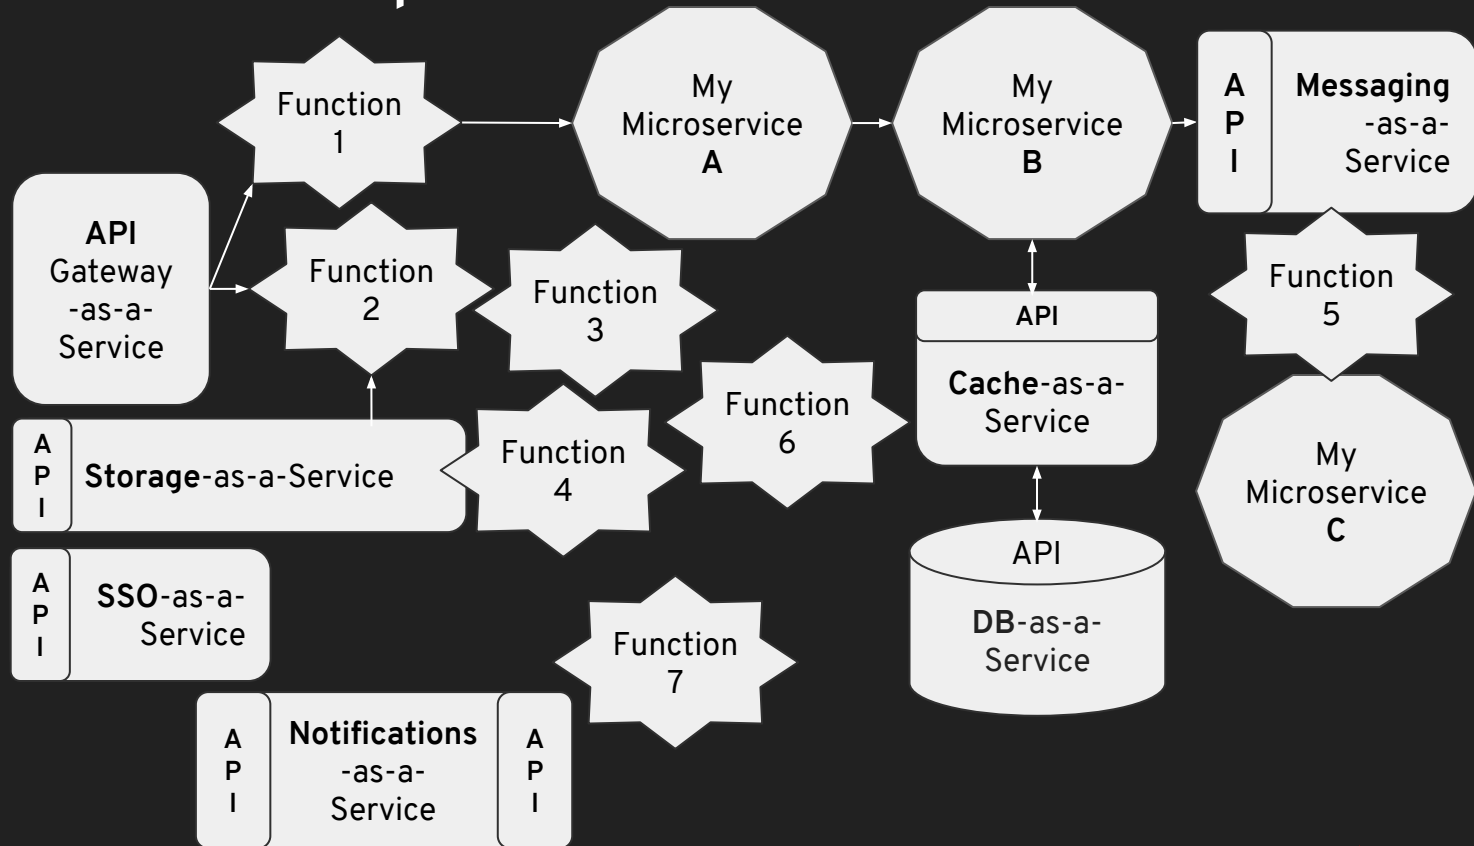 Function
1
My
Microservice
A
My
Microservice
B
A
P
I
Messaging
-as-a-
Service
API
Gateway
-as-a-
Service
Function
2
Function
3
Function
5
API
Cache-as-a-
Service
Function
6
A
P
I
Storage-as-a-Service
Function
4
My
Microservice
C
A
P
I
SSO-as-a-
Service
API
DB-as-a-
Service
Function
7
A
P
I
Notifications
-as-a-
Service
A
P
I